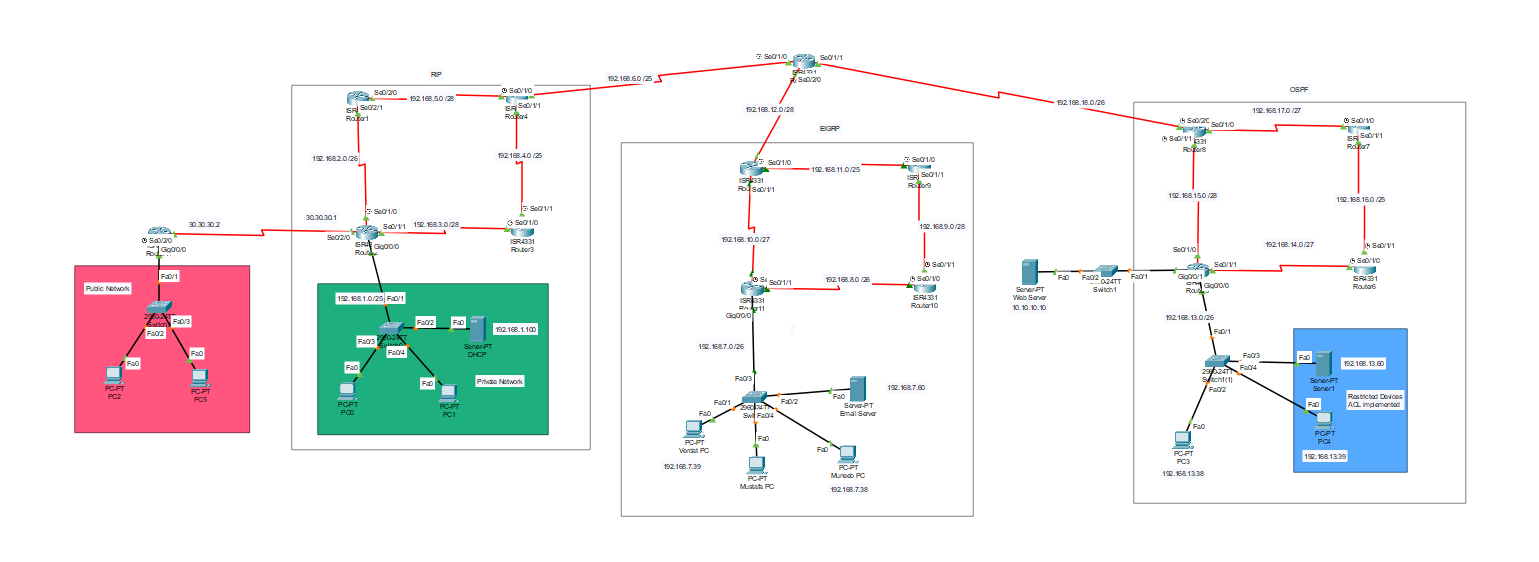 Se0/1/0
Se0/1/1
ISR4331
Se0/2/0
192.168.6.0 /25
192.168.18.0 /26
192.168.12.0 /28
RIP
Se0/2/0
192.168.5.0 /28
Se0/1/0
Se0/2/1
Se0/1/1
Router1
Router4
192.168.2.0 /26
192.168.4.0 /25
Se0/1/0
Se0/1/1
30.30.30.2
30.30.30.1
Se0/1/1
192.168.3.0 /28
Se0/1/0
Se0/2/0
Se0/2/0
ISR4331
Router3
Gig0/0/0
Gig0/0/0
Fa0/1
Public Network
2960-24TT
Fa0/3
Fa0/2
Fa0
Fa0
PC-PT
PC2
PC-PT
PC5
192.168.1.0 /25
Fa0/1
Fa0/2
Fa0
192.168.1.100
Fa0/3
2960-24TT
Fa0/4
Server-PT
DHCP
Fa0
Fa0
Private Network
PC-PT
PC0
PC-PT
PC1
EIGRP
Se0/1/0
192.168.11.0 /25
Se0/1/0
ISR4331
Se0/1/1
Se0/1/1
Router9
192.168.10.0 /27
192.168.9.0 /28
Se0/1/1
192.168.8.0 /26
Se0/1/0
Se0/1/1
ISR4331
ISR4331
Router11
Router10
Gig0/0/0
192.168.7.0 /26
Fa0/3
192.168.7.60
Fa0/1
Fa0/2
Fa0
2960-24TT
Fa0/4
Server-PT
Email Server
Fa0
Fa0
Fa0
PC-PT
Verdat PC
192.168.7.39
PC-PT
Mustafa PC
PC-PT
Muneeb PC
192.168.7.38
OSPF
192.168.17.0 /27
Se0/2/0
Se0/1/0
Se0/1/0
Se0/1/1
Se0/1/1
Router8
Router7
192.168.15.0 /28
192.168.16.0 /25
Se0/1/0
192.168.14.0 /27
Se0/1/1
Se0/1/1
Se0/1/0
ISR4331
Router6
Fa0
Fa0/2
Fa0/1
Gig0/0/1
Gig0/0/0
Server-PT
Web Server
10.10.10.10
Switch1
192.168.13.0 /26
Fa0/1
Fa0/3
Fa0
192.168.13.60
Fa0/4
2960-24TT
Switch1(1)
Fa0/2
Server-PT
Server1
Restricted Devices
ACL Implemented
Fa0
Fa0
PC-PT
PC3
192.168.13.38
PC-PT
PC4
192.168.13.39